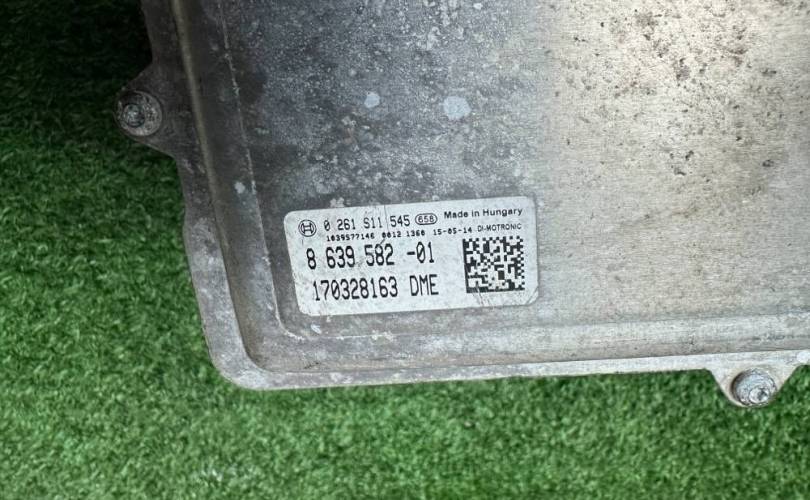 0 261 S11 545 658 Made in Hungary
1039S77146 0012 1360 15-05-14 DI-MOTRONIC
8 639 582 -01
170328163 DME